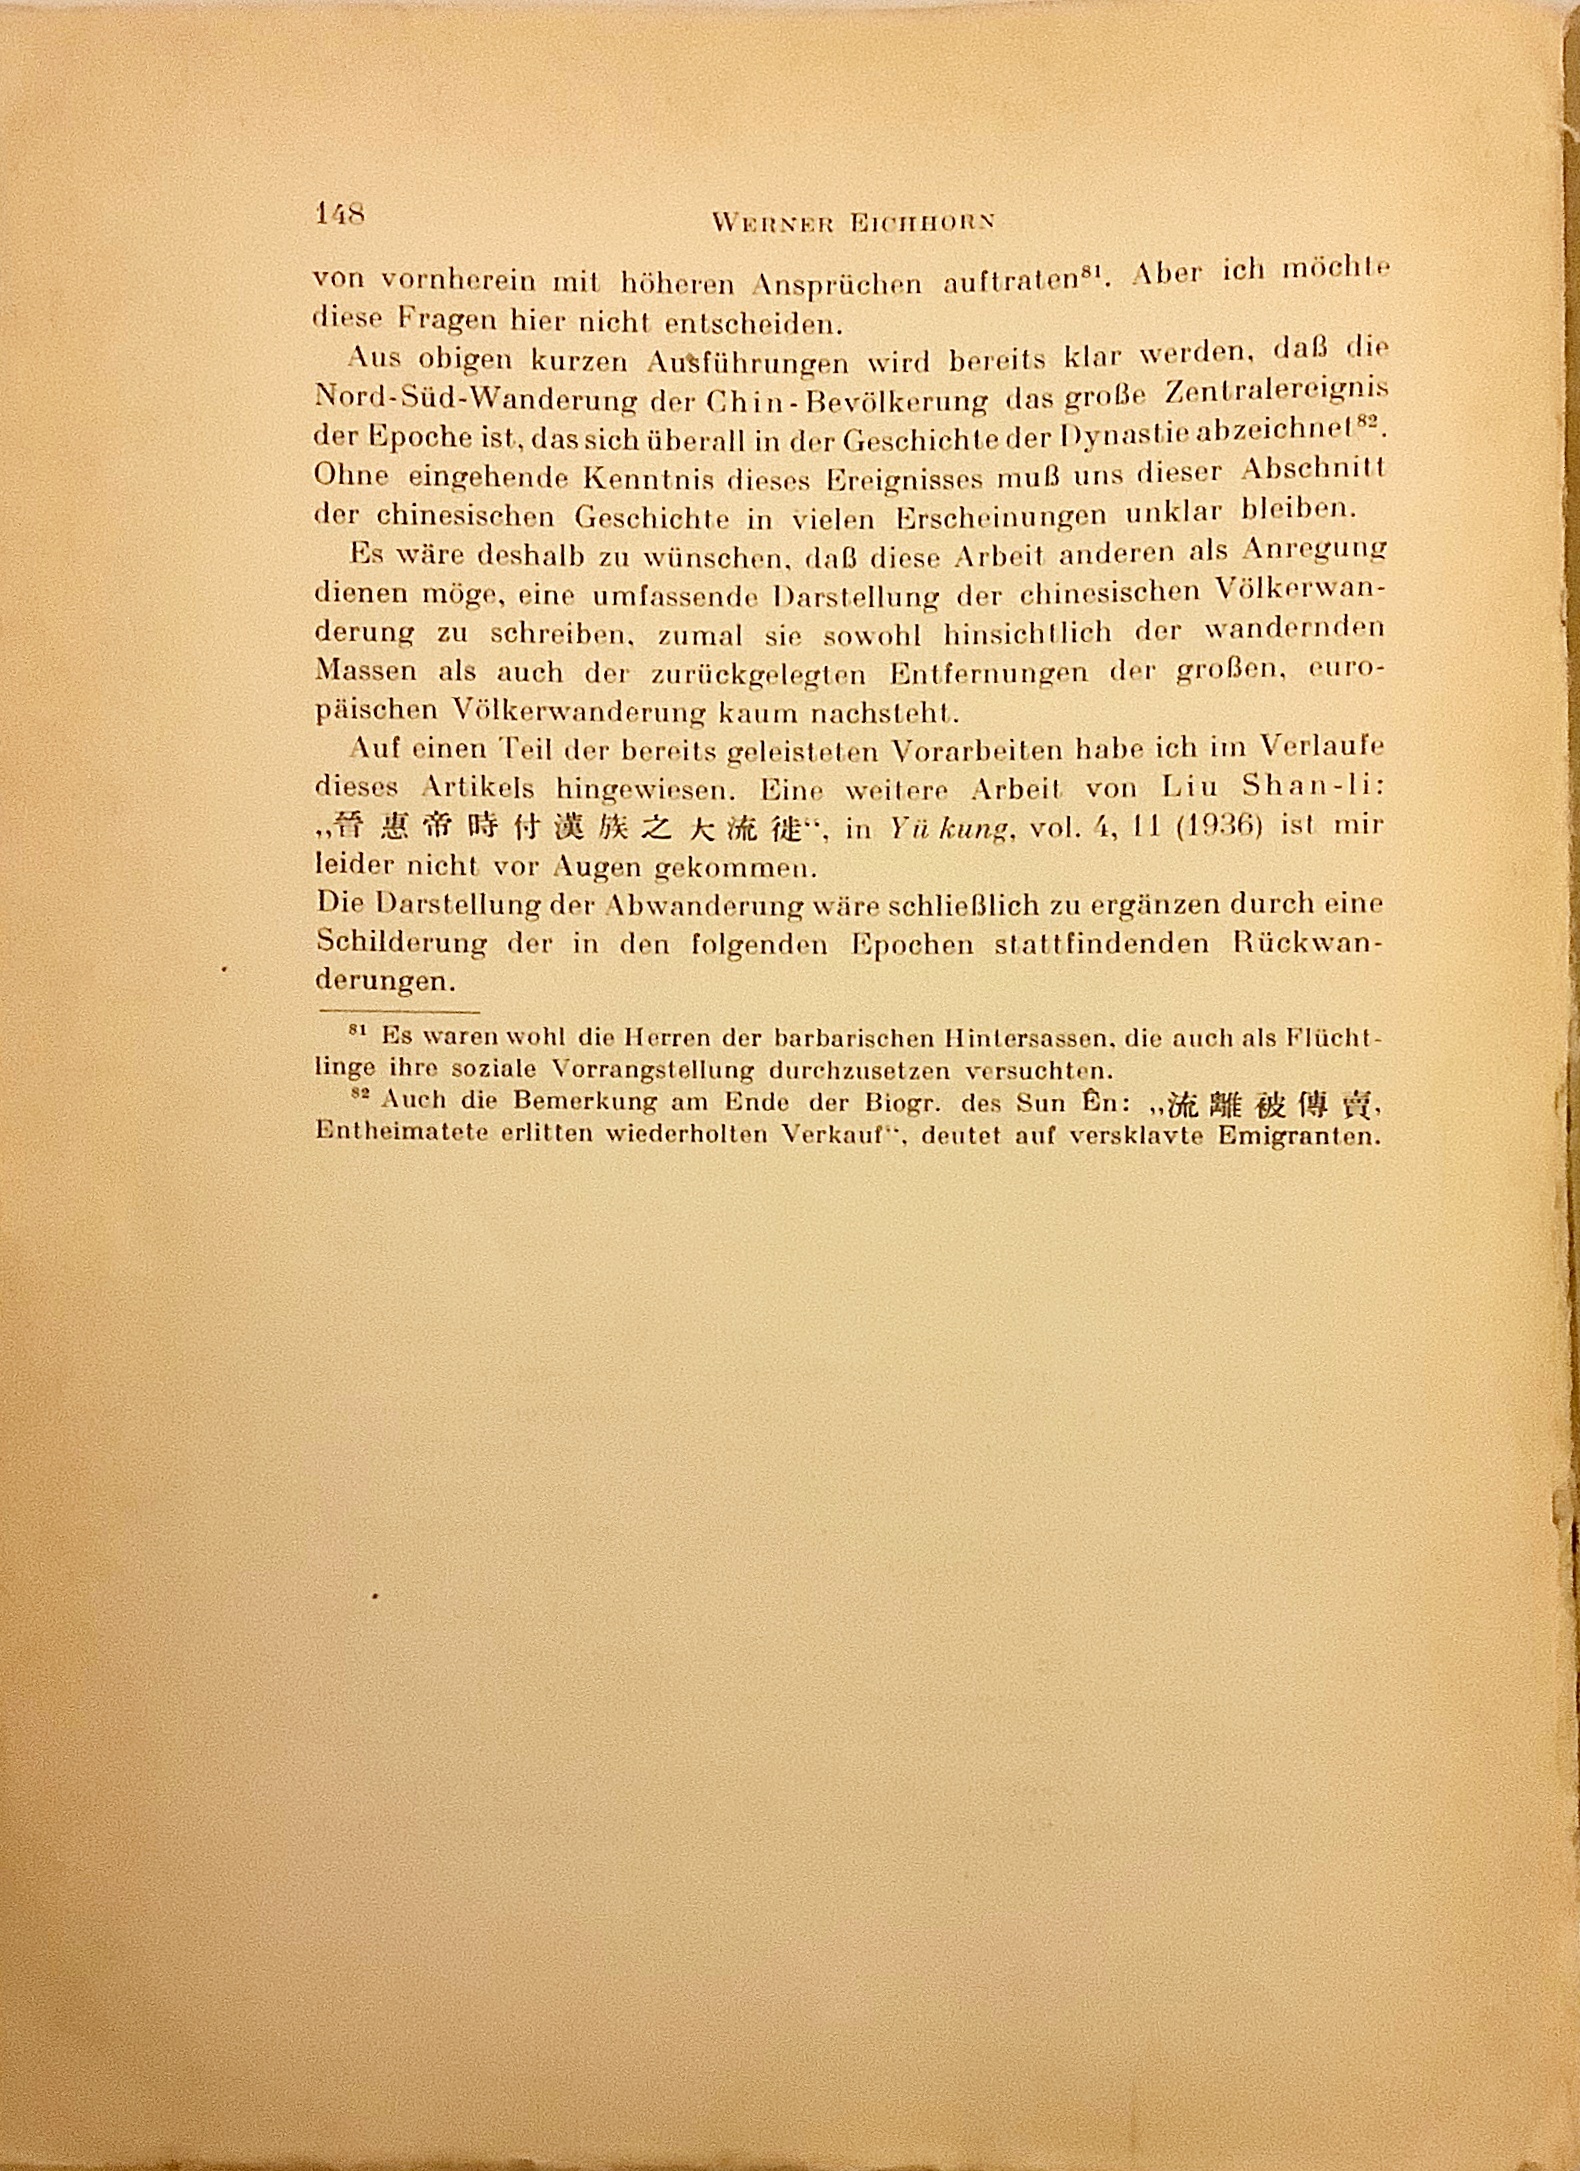 148
WERNER EICHHORN
von vornherein mit höheren Ansprüchen auftraten⁸¹. Aber ich möchte
diese Fragen hier nicht entscheiden.
Aus obigen kurzen Ausführungen wird bereits klar werden, daß die
Nord-Süd-Wanderung der Chin-Bevölkerung das große Zentralereignis
der Epoche ist, das sich überall in der Geschichte der Dynastie abzeichnet⁸².
Ohne eingehende Kenntnis dieses Ereignisses muß uns dieser Abschnitt
der chinesischen Geschichte in vielen Erscheinungen unklar bleiben.
Es wäre deshalb zu wünschen, daß diese Arbeit anderen als Anregung
dienen möge, eine umfassende Darstellung der chinesischen Völkerwan-
derung zu schreiben, zumal sie sowohl hinsichtlich der wandernden
Massen als auch der zurückgelegten Entfernungen der großen, euro-
päischen Völkerwanderung kaum nachsteht.
Auf einen Teil der bereits geleisteten Vorarbeiten habe ich im Verlaufe
dieses Artikels hingewiesen. Eine weitere Arbeit von Liu Shan-li:
„晉惠帝時付漢族之大流徙“, in Yü kung, vol. 4, 11 (1936) ist mir
leider nicht vor Augen gekommen.
Die Darstellung der Abwanderung wäre schließlich zu ergänzen durch eine
Schilderung der in den folgenden Epochen stattfindenden Rückwan-
derungen.
⁸¹ Es waren wohl die Herren der barbarischen Hintersassen, die auch als Flücht-
linge ihre soziale Vorrangstellung durchzusetzen versuchten.
⁸² Auch die Bemerkung am Ende der Biogr. des Sun Ên: „流離被傳賣,
Entheimatete erlitten wiederholten Verkauf“, deutet auf versklavte Emigranten.